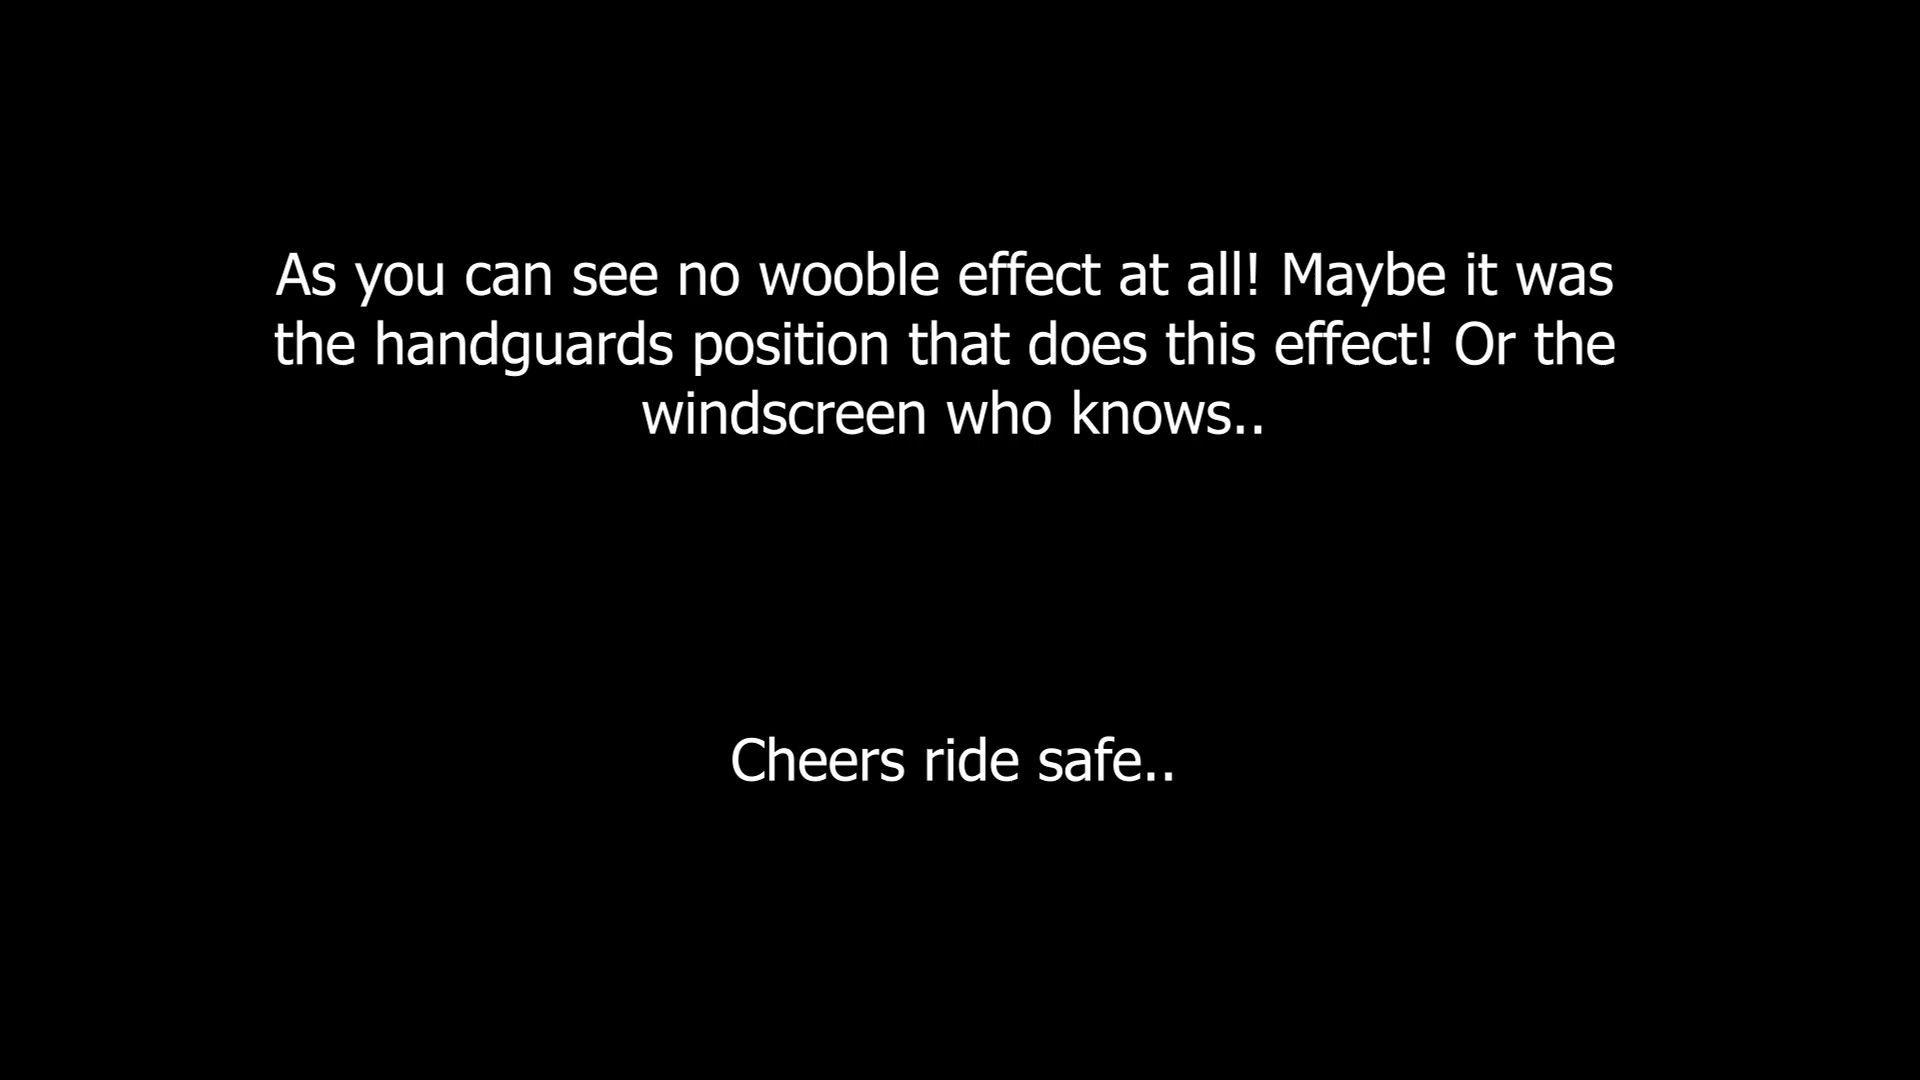 As you can see no wooble effect at all! Maybe it was
the handguards position that does this effect! Or the
windscreen who knows..
Cheers ride safe..